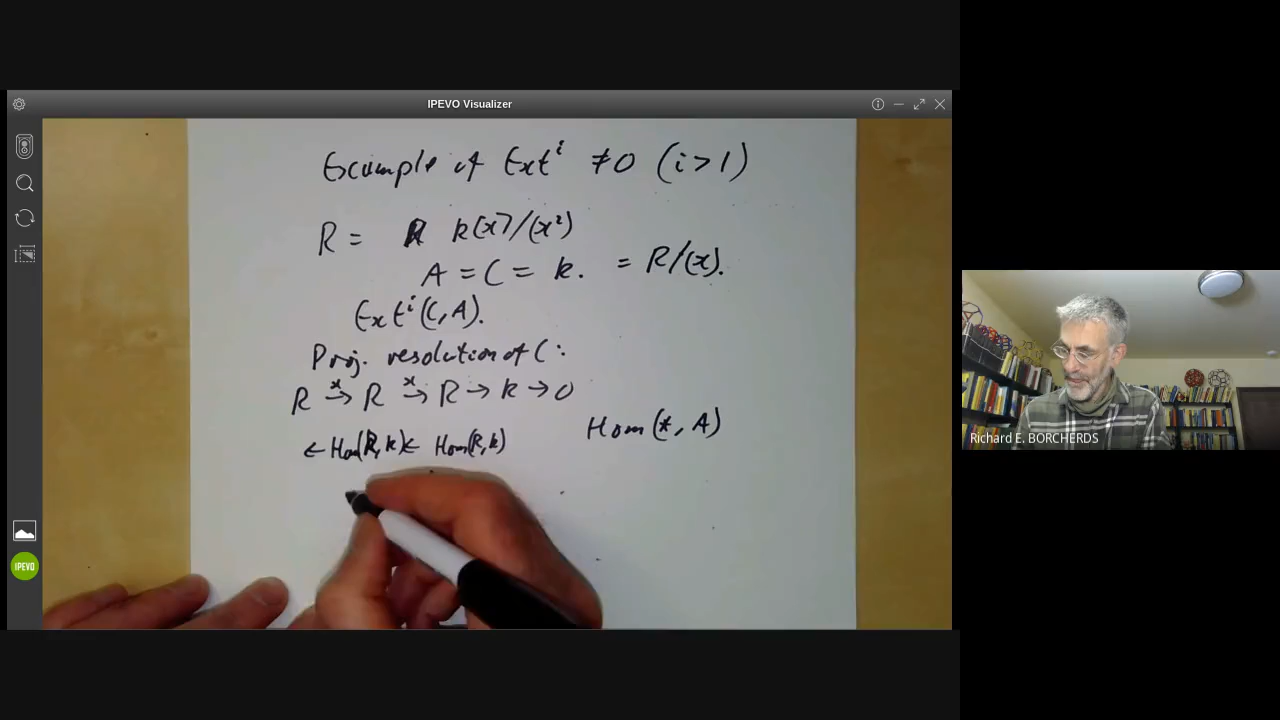 IPEVO Visualizer
Example of Ext^i ≠ 0 (i > 1)
R = k[x]/(x²)
A = C = k. = R/(x).
Ext^i(C, A).
Proj. resolution of C:
R →^x R →^x R → k → 0
Hom(*, A)
← Hom(R, k) ← Hom(R, k)
Richard E. BORCHERDS
IPEVO